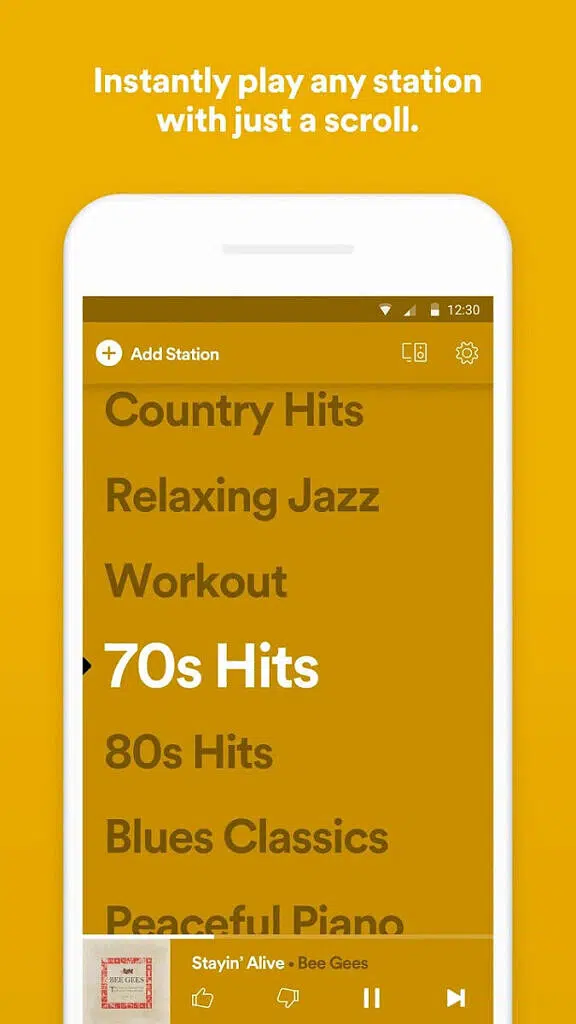 Instantly play any station
with just a scroll.
12:30
Add Station
Country Hits
Relaxing Jazz
Workout
70s Hits
80s Hits
Blues Classics
Peaceful Piano
Stayin' Alive • Bee Gees
BEE GEES